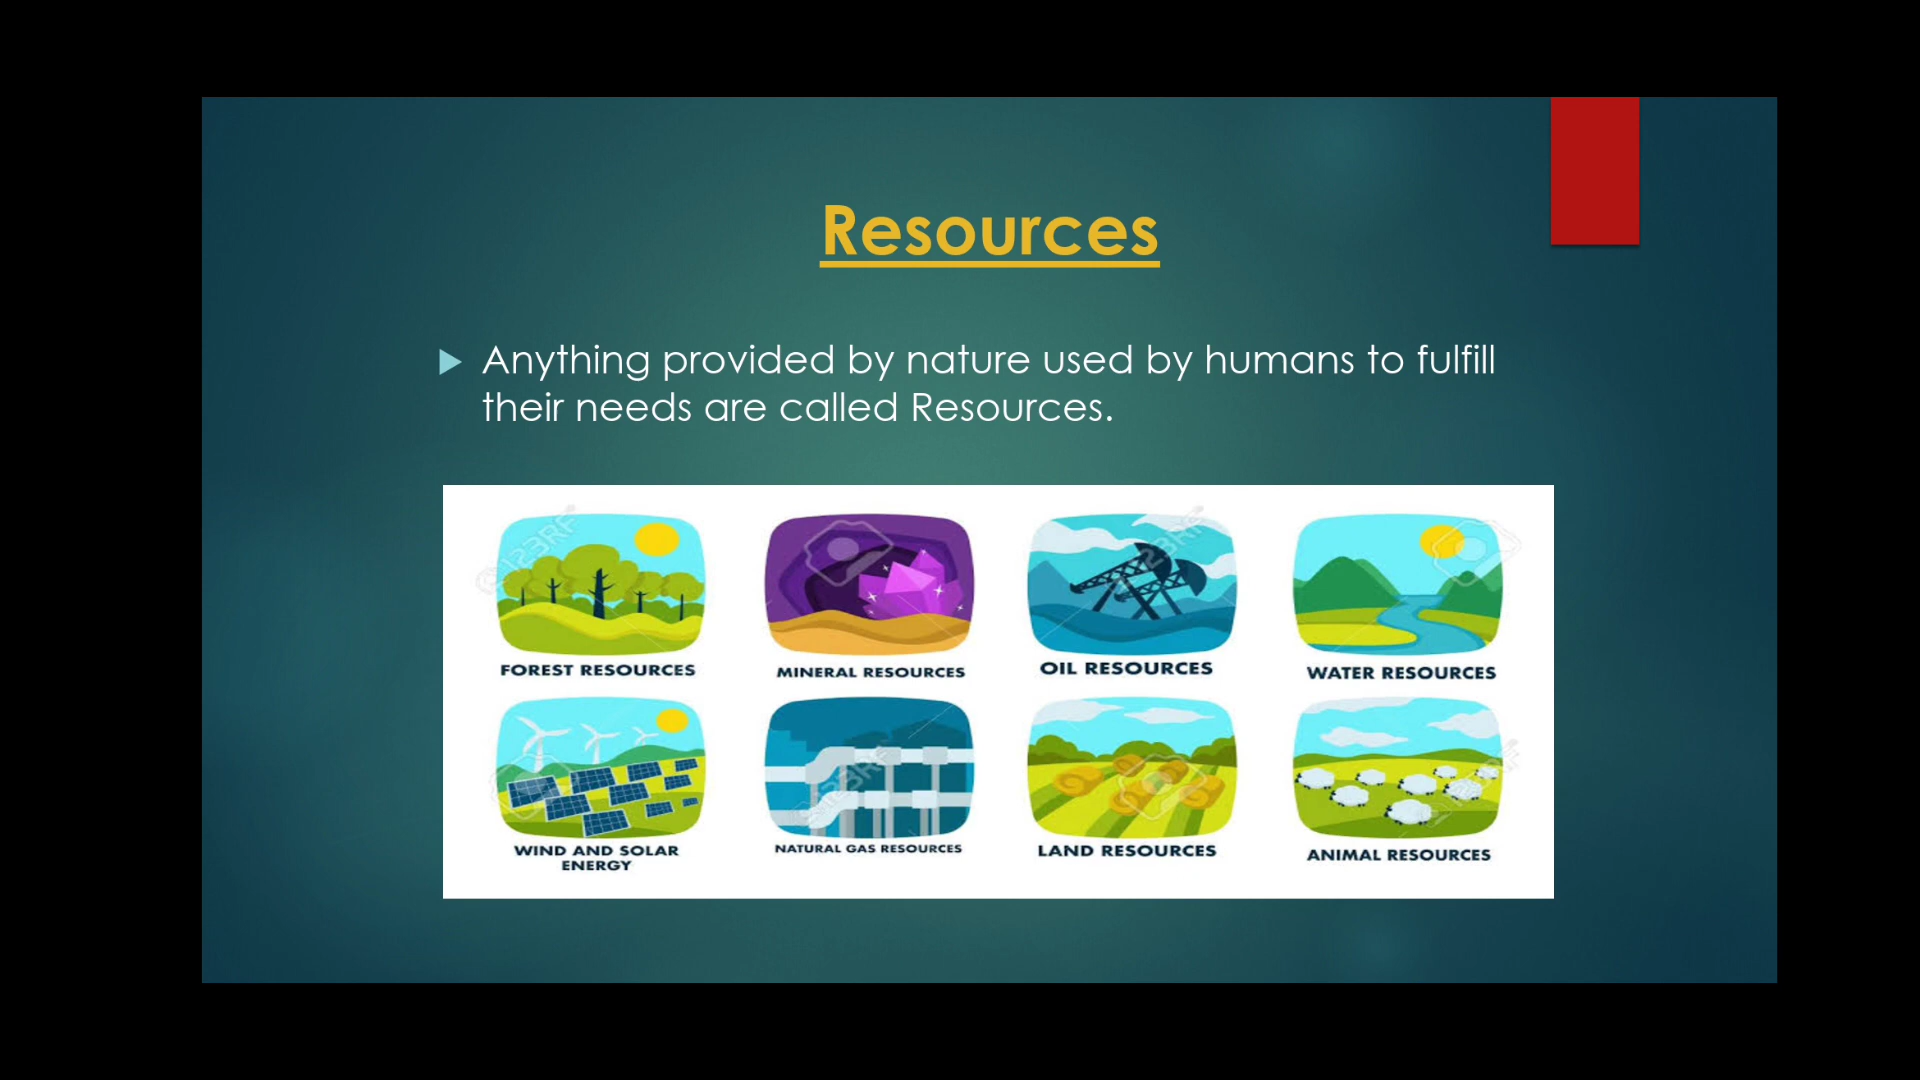 Resources
Anything provided by nature used by humans to fulfill
their needs are called Resources.
FOREST RESOURCES
MINERAL RESOURCES
OIL RESOURCES
WATER RESOURCES
WIND AND SOLAR
ENERGY
NATURAL GAS RESOURCES
LAND RESOURCES
ANIMAL RESOURCES